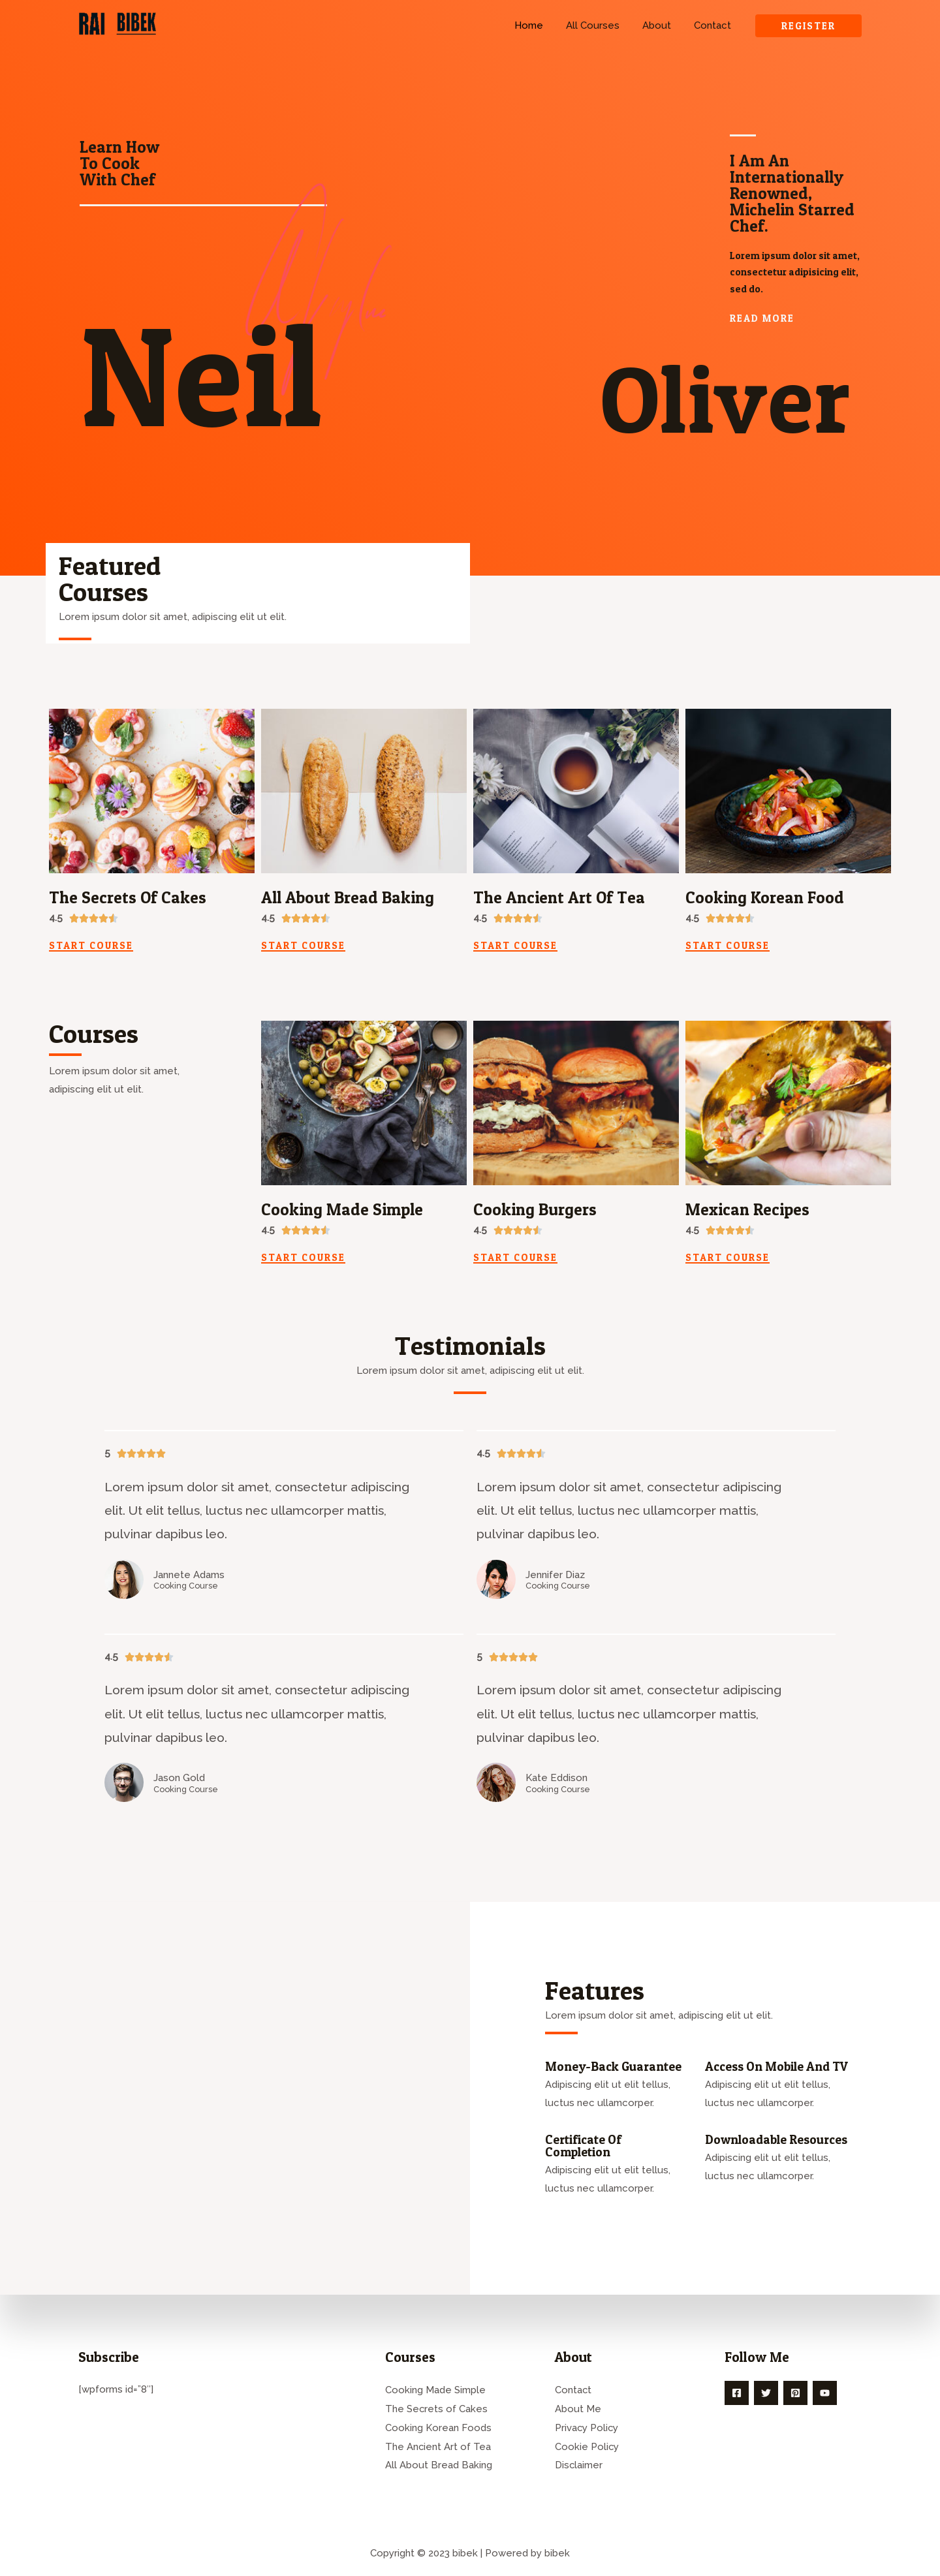 RAI BIBEK
Home All Courses About Contact REGISTER
Learn How
To Cook
With Chef
I Am An
Internationally
Renowned,
Michelin Starred
Chef.
Lorem ipsum dolor sit amet,
consectetur adipisicing elit,
sed do.
READ MORE
Neil
Oliver
Featured
Courses
Lorem ipsum dolor sit amet, adipiscing elit ut elit.
The Secrets Of Cakes
4.5
START COURSE
All About Bread Baking
4.5
START COURSE
The Ancient Art Of Tea
4.5
START COURSE
Cooking Korean Food
4.5
START COURSE
Courses
Lorem ipsum dolor sit amet,
adipiscing elit ut elit.
Cooking Made Simple
4.5
START COURSE
Cooking Burgers
4.5
START COURSE
Mexican Recipes
4.5
START COURSE
Testimonials
Lorem ipsum dolor sit amet, adipiscing elit ut elit.
5
Lorem ipsum dolor sit amet, consectetur adipiscing
elit. Ut elit tellus, luctus nec ullamcorper mattis,
pulvinar dapibus leo.
Jannete Adams
Cooking Course
4.5
Lorem ipsum dolor sit amet, consectetur adipiscing
elit. Ut elit tellus, luctus nec ullamcorper mattis,
pulvinar dapibus leo.
Jennifer Diaz
Cooking Course
4.5
Lorem ipsum dolor sit amet, consectetur adipiscing
elit. Ut elit tellus, luctus nec ullamcorper mattis,
pulvinar dapibus leo.
Jason Gold
Cooking Course
5
Lorem ipsum dolor sit amet, consectetur adipiscing
elit. Ut elit tellus, luctus nec ullamcorper mattis,
pulvinar dapibus leo.
Kate Eddison
Cooking Course
Features
Lorem ipsum dolor sit amet, adipiscing elit ut elit.
Money-Back Guarantee
Adipiscing elit ut elit tellus,
luctus nec ullamcorper.
Access On Mobile And TV
Adipiscing elit ut elit tellus,
luctus nec ullamcorper.
Certificate Of
Completion
Adipiscing elit ut elit tellus,
luctus nec ullamcorper.
Downloadable Resources
Adipiscing elit ut elit tellus,
luctus nec ullamcorper.
Subscribe
[wpforms id="8"]
Courses
Cooking Made Simple
The Secrets of Cakes
Cooking Korean Foods
The Ancient Art of Tea
All About Bread Baking
About
Contact
About Me
Privacy Policy
Cookie Policy
Disclaimer
Follow Me
Copyright © 2023 bibek | Powered by bibek